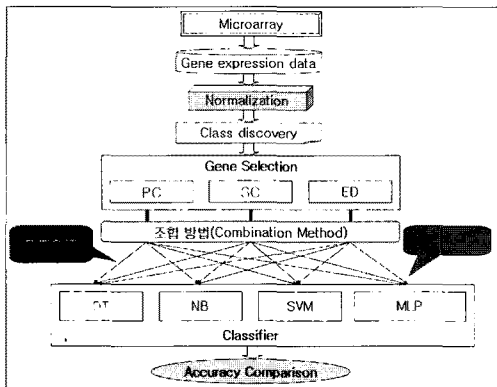 Microarray
Gene expression data
Normalization
Class discovery
Gene Selection
PC SC ED
조합 방법(Combination Method)
DT NB SVM MLP
Classifier
Accuracy Comparison